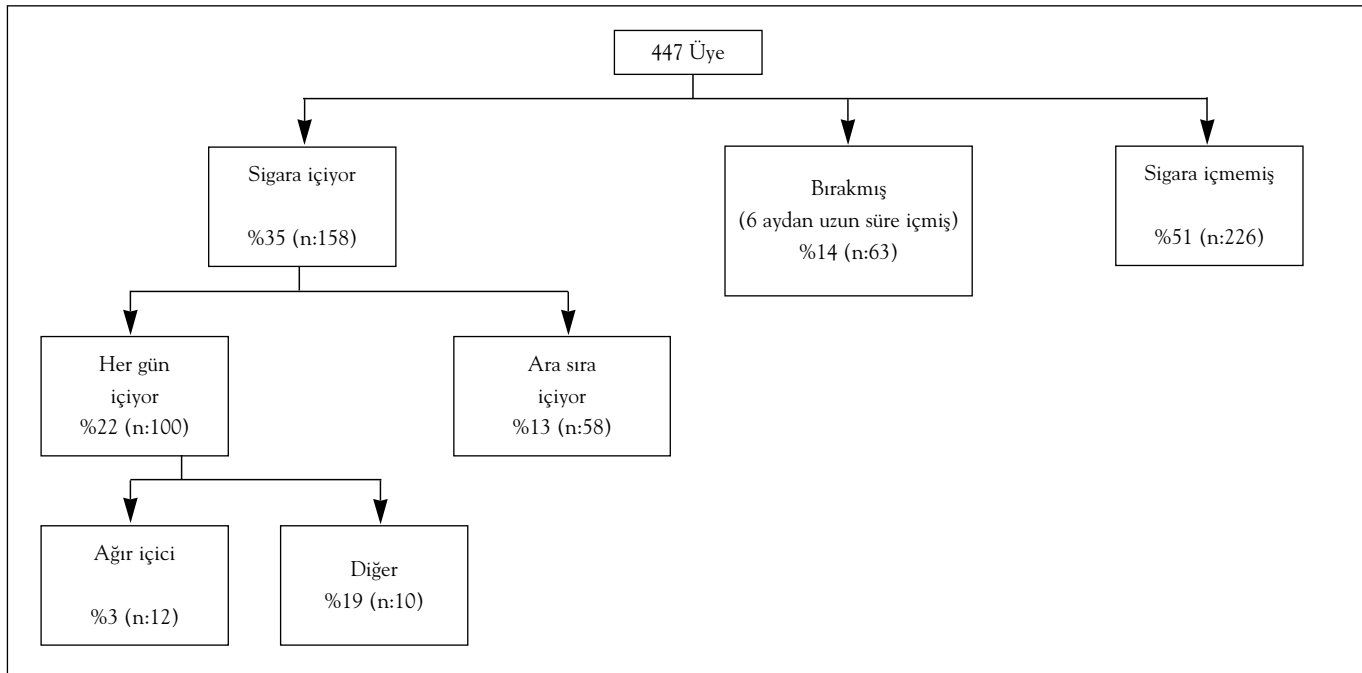 447 Üye
Sigara içiyor
%35 (n:158)
Bırakmış
(6 aydan uzun süre içmiş)
%14 (n:63)
Sigara içmemiş
%51 (n:226)
Her gün
içiyor
%22 (n:100)
Ara sıra
içiyor
%13 (n:58)
Ağır içici
%3 (n:12)
Diğer
%19 (n:10)